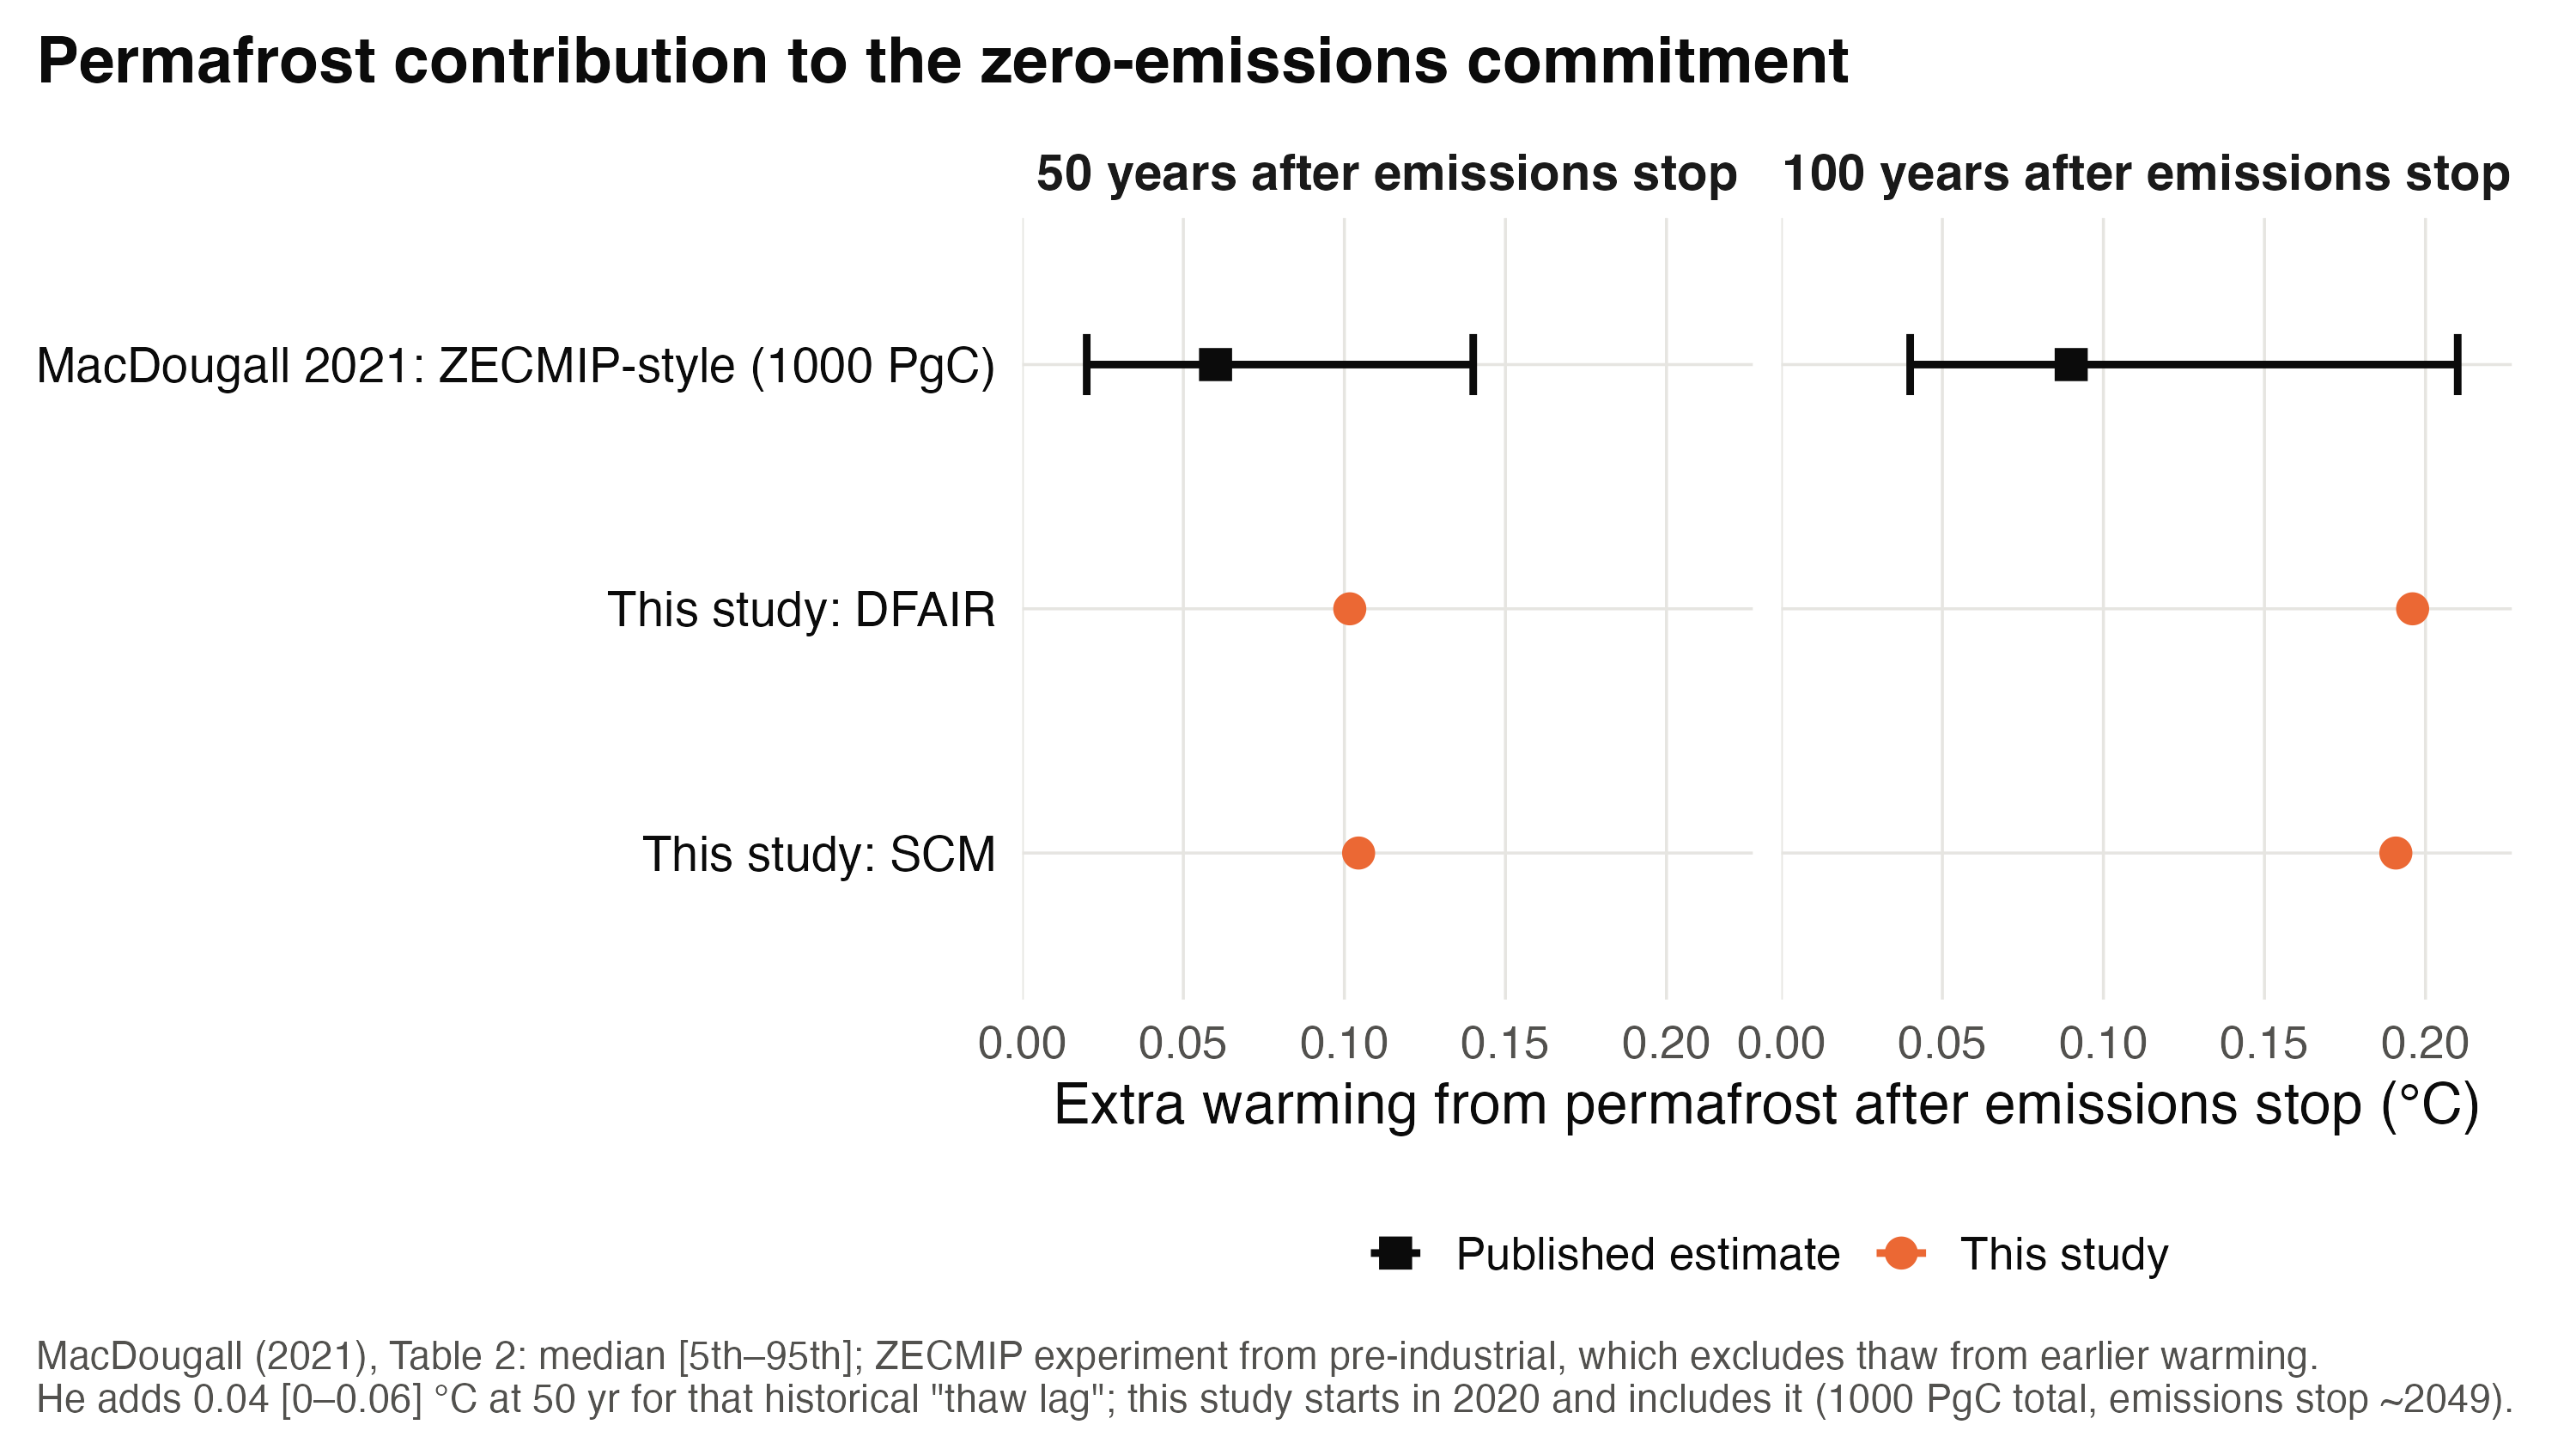 Permafrost contribution to the zero-emissions commitment
50 years after emissions stop
100 years after emissions stop
MacDougall 2021: ZECMIP-style (1000 PgC)
This study: DFAIR
This study: SCM
0.00 0.05 0.10 0.15 0.20 0.00 0.05 0.10 0.15 0.20
Extra warming from permafrost after emissions stop (°C)
Published estimate
This study
MacDougall (2021), Table 2: median [5th–95th]; ZECMIP experiment from pre-industrial, which excludes thaw from earlier warming.
He adds 0.04 [0–0.06] °C at 50 yr for that historical "thaw lag"; this study starts in 2020 and includes it (1000 PgC total, emissions stop ~2049).